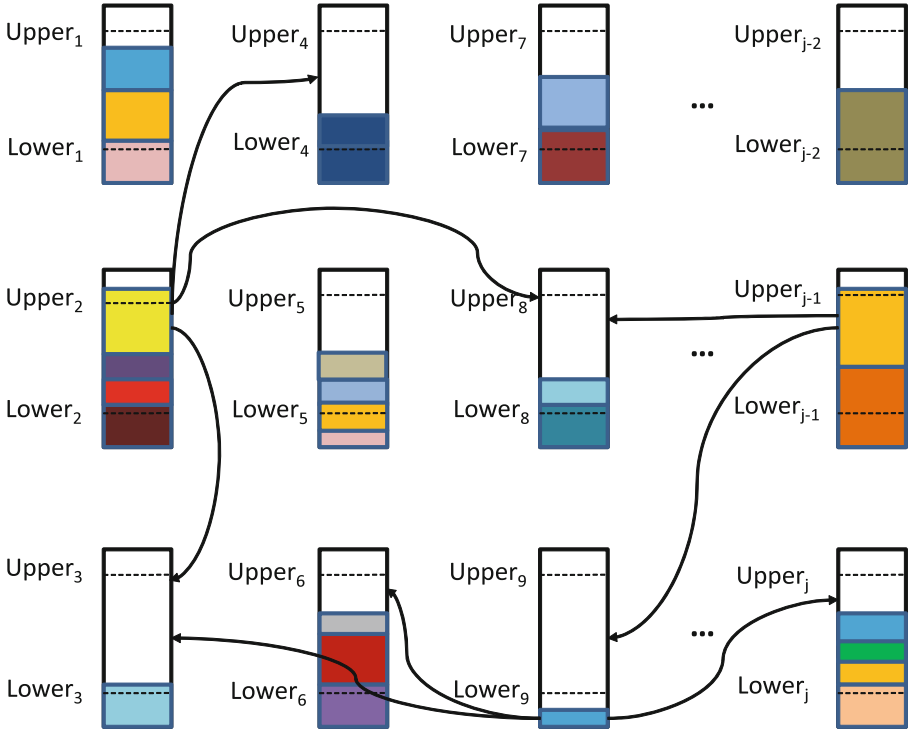 Upper1 Upper4 Upper7 Upperj-2
Lower1 Lower4 Lower7 ... Lowerj-2
Upper2 Upper5 Upper8 Upperj-1
Lower2 Lower5 Lower8 ... Lowerj-1
Upper3 Upper6 Upper9 Upperj
Lower3 Lower6 Lower9 ... Lowerj